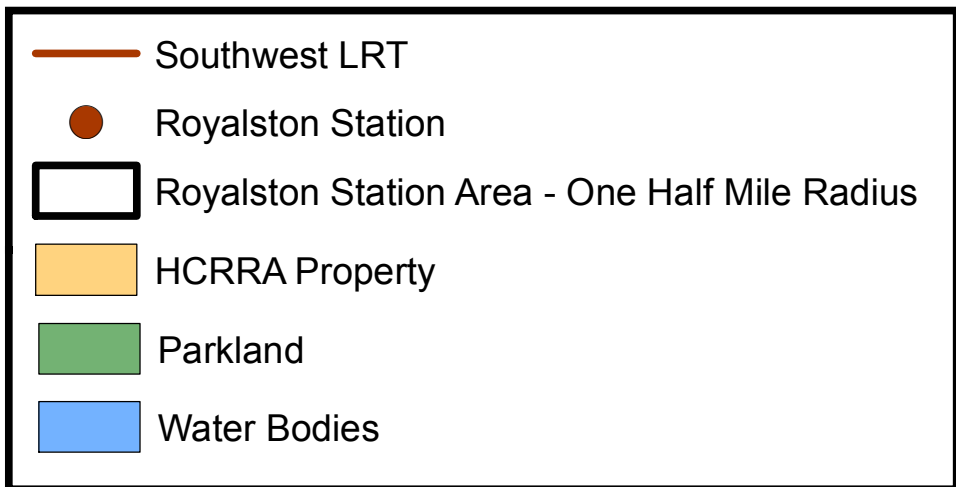 Southwest LRT
Royalston Station
Royalston Station Area - One Half Mile Radius
HCRRA Property
Parkland
Water Bodies